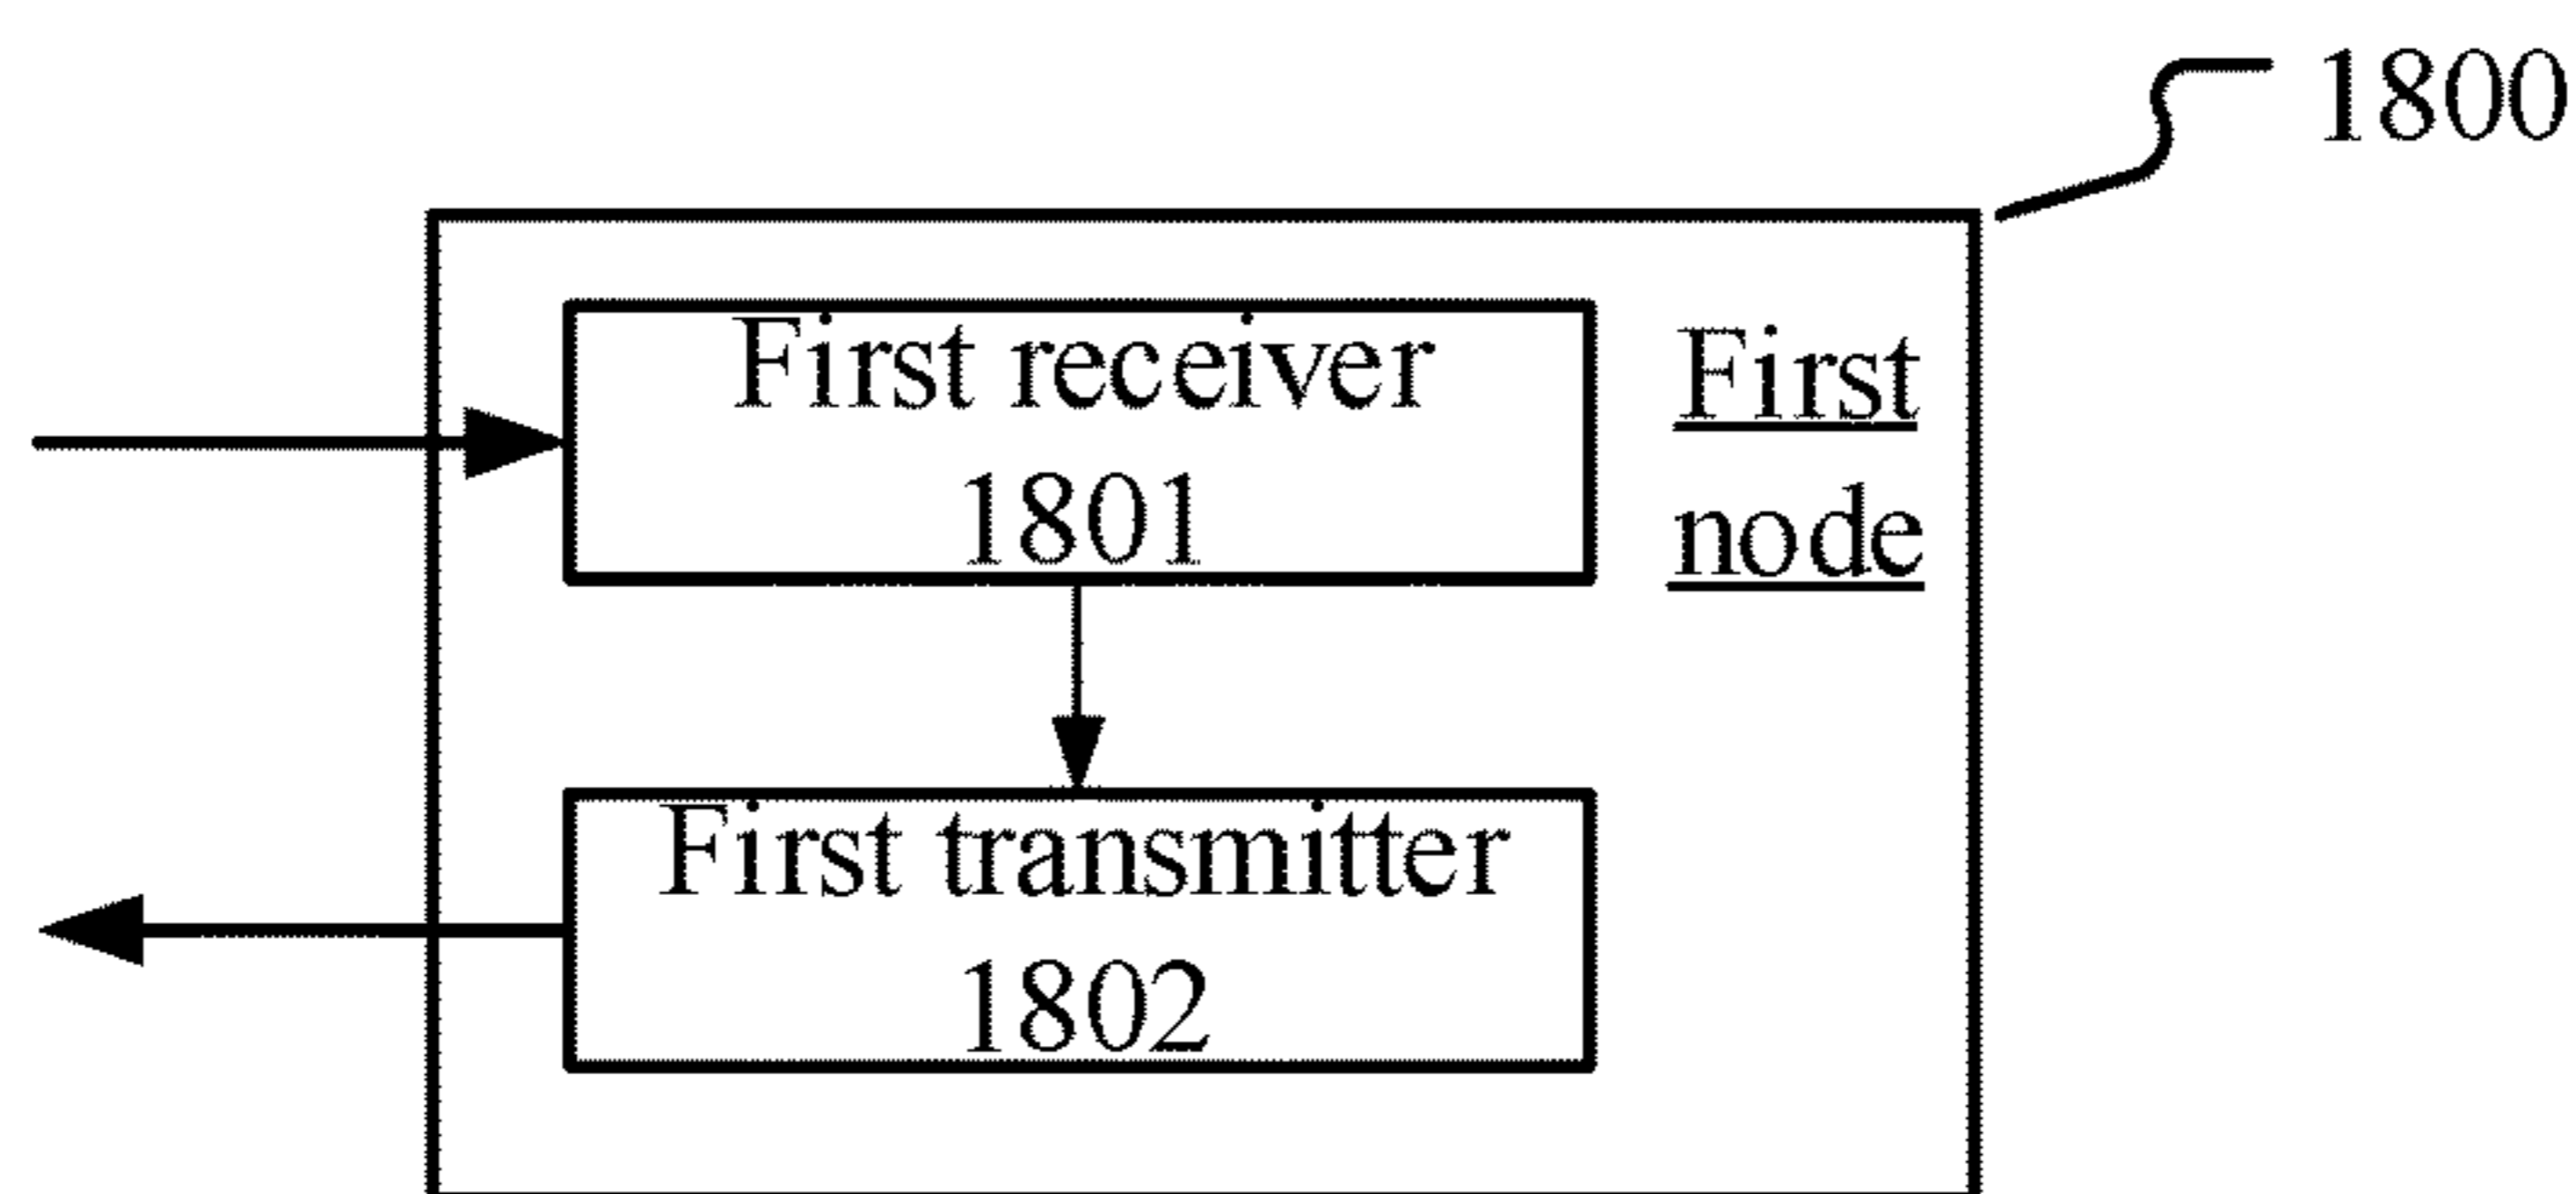 1800
First receiver
1801
First
node
First transmitter
1802